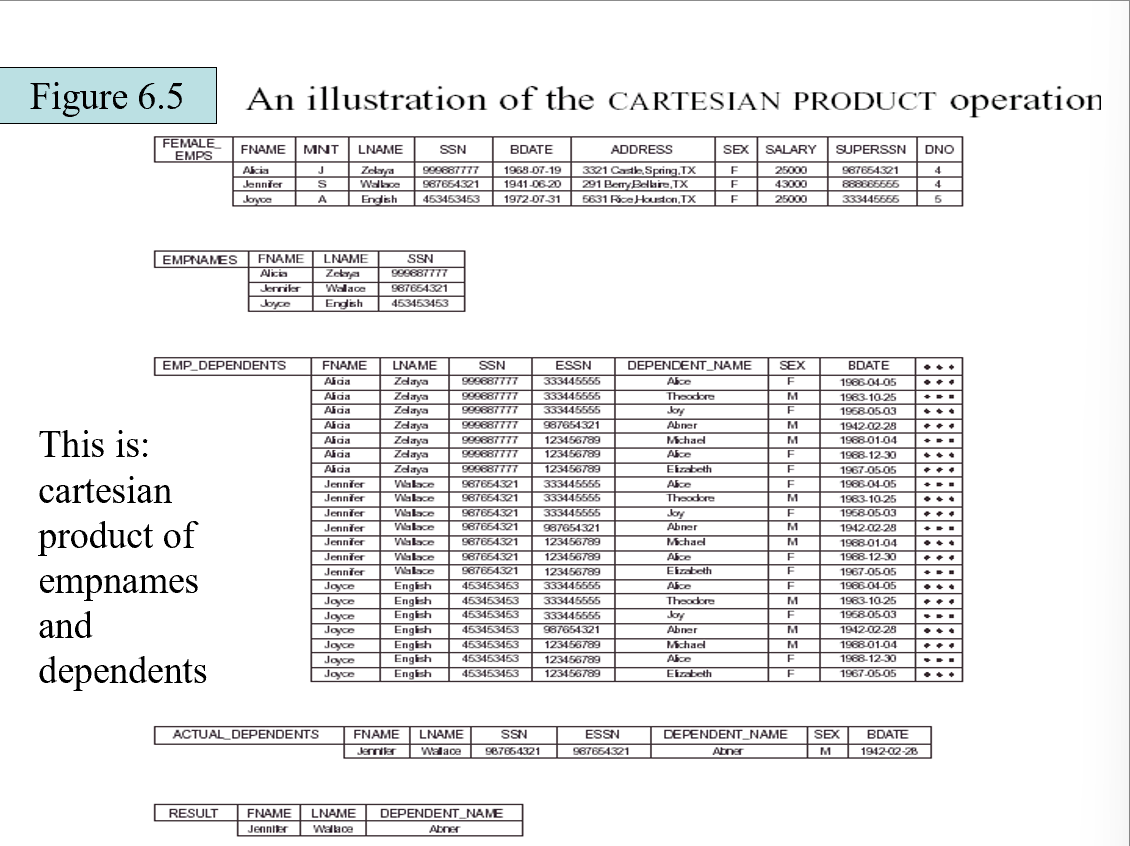 Figure 6.5
An illustration of the CARTESIAN PRODUCT operation
FEMALE_EMPS FNAME MINIT LNAME SSN BDATE ADDRESS SEX SALARY SUPERSSN DNO
Alicia J Zelaya 999887777 1968-07-19 3321 Castle,Spring,TX F 25000 987654321 4
Jennifer S Wallace 987654321 1941-06-20 291 Berry,Bellaire,TX F 43000 888665555 4
Joyce A English 453453453 1972-07-31 5631 Rice,Houston,TX F 25000 333445555 5
EMPNAMES FNAME LNAME SSN
Alicia Zelaya 999887777
Jennifer Wallace 987654321
Joyce English 453453453
EMP_DEPENDENTS FNAME LNAME SSN ESSN DEPENDENT_NAME SEX BDATE • • •
Alicia Zelaya 999887777 333445555 Alice F 1986-04-05 • • •
Alicia Zelaya 999887777 333445555 Theodore M 1983-10-25 • • •
Alicia Zelaya 999887777 333445555 Joy F 1958-05-03 • • •
Alicia Zelaya 999887777 987654321 Abner M 1942-02-28 • • •
Alicia Zelaya 999887777 123456789 Michael M 1988-01-04 • • •
Alicia Zelaya 999887777 123456789 Alice F 1988-12-30 • • •
Alicia Zelaya 999887777 123456789 Elizabeth F 1967-05-05 • • •
Jennifer Wallace 987654321 333445555 Alice F 1986-04-05 • • •
Jennifer Wallace 987654321 333445555 Theodore M 1983-10-25 • • •
Jennifer Wallace 987654321 333445555 Joy F 1958-05-03 • • •
Jennifer Wallace 987654321 987654321 Abner M 1942-02-28 • • •
Jennifer Wallace 987654321 123456789 Michael M 1988-01-04 • • •
Jennifer Wallace 987654321 123456789 Alice F 1988-12-30 • • •
Jennifer Wallace 987654321 123456789 Elizabeth F 1967-05-05 • • •
Joyce English 453453453 333445555 Alice F 1986-04-05 • • •
Joyce English 453453453 333445555 Theodore M 1983-10-25 • • •
Joyce English 453453453 333445555 Joy F 1958-05-03 • • •
Joyce English 453453453 987654321 Abner M 1942-02-28 • • •
Joyce English 453453453 123456789 Michael M 1988-01-04 • • •
Joyce English 453453453 123456789 Alice F 1988-12-30 • • •
Joyce English 453453453 123456789 Elizabeth F 1967-05-05 • • •
This is:
cartesian
product of
empnames
and
dependents
ACTUAL_DEPENDENTS FNAME LNAME SSN ESSN DEPENDENT_NAME SEX BDATE
Jennifer Wallace 987654321 987654321 Abner M 1942-02-28
RESULT FNAME LNAME DEPENDENT_NAME
Jennifer Wallace Abner